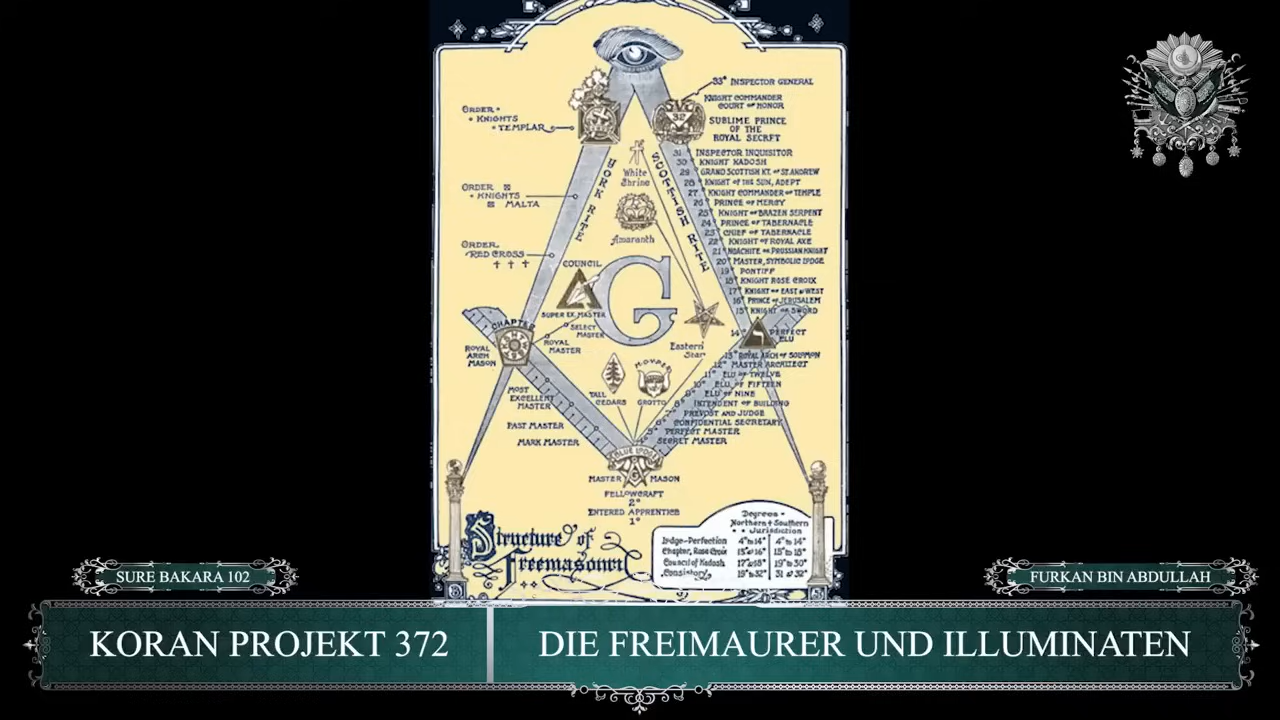 33° INSPECTOR GENERAL
KNIGHT COMMANDER
COURT OF HONOR
ORDER
KNIGHTS
TEMPLAR
32
SUBLIME PRINCE
OF THE
ROYAL SECRET
YORK RITE
SCOTTISH RITE
White
Shrine
31° INSPECTOR INQUISITOR
30° KNIGHT KADOSH
29° GRAND SCOTTISH KT. OF ST. ANDREW
28° KNIGHT OF THE SUN, ADEPT
27° KNIGHT COMMANDER OF TEMPLE
26° PRINCE OF MERCY
25° KNIGHT OF BRAZEN SERPENT
24° PRINCE OF TABERNACLE
23° CHIEF OF TABERNACLE
22° KNIGHT OF ROYAL AXE
21° NOACHITE OR PRUSSIAN KNIGHT
20° MASTER, SYMBOLIC LODGE
19° PONTIFF
18° KNIGHT ROSE CROIX
17° KNIGHT OF EAST & WEST
16° PRINCE OF JERUSALEM
15° KNIGHT OF SWORD
ORDER
KNIGHTS
MALTA
Amaranth
ORDER
RED CROSS
COUNCIL
G
SUPER EX. MASTER
SELECT
MASTER
ROYAL
MASTER
CHAPTER
ROYAL
ARCH
MASON
Eastern
Star
14° PERFECT
ELU
13° ROYAL ARCH OF SOLOMON
12° MASTER ARCHITECT
11° ELU OF TWELVE
10° ELU OF FIFTEEN
9° ELU OF NINE
8° INTENDENT OF BUILDING
7° PREVOST AND JUDGE
6° CONFIDENTIAL SECRETARY
5° PERFECT MASTER
4° SECRET MASTER
TALL
CEDARS
GROTTO
MOST
EXCELLENT
MASTER
PAST MASTER
MARK MASTER
BLUE LODGE
MASTER MASON
FELLOWCRAFT
2°
ENTERED APPRENTICE
1°
Structure of
Freemasonry
Degrees
Northern & Southern
Jurisdiction
Lodge-Perfection 4° to 14° 4° to 14°
Chapter, Rose Croix 15° & 16° 15° to 18°
Council of Kadosh 17° & 18° 19° to 30°
Consistory 19° to 32° 31 & 32°
SURE BAKARA 102
FURKAN BIN ABDULLAH
KORAN PROJEKT 372
DIE FREIMAURER UND ILLUMINATEN